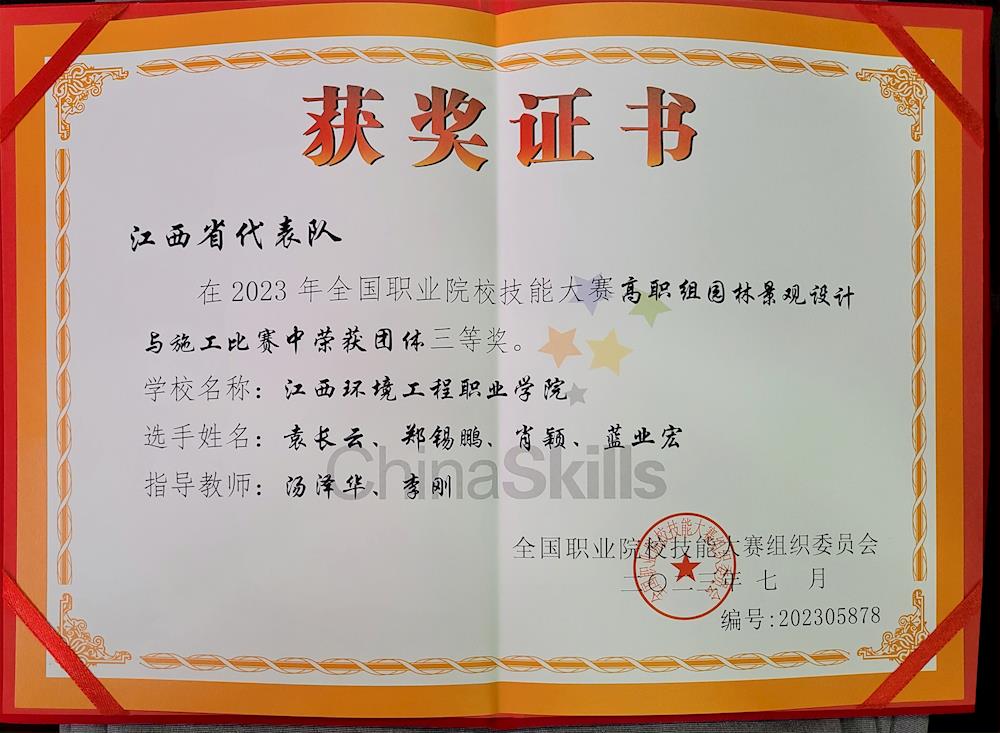 获奖证书
江西省代表队
在2023年全国职业院校技能大赛高职组园林景观设计
与施工比赛中荣获团体三等奖。
学校名称：江西环境工程职业学院
选手姓名：袁长云、郑锡鹏、肖颖、蓝业宏
ChinaSkills
指导教师：汤泽华、李刚
全国职业院校技能大赛组织委员会
二〇二三年七 月
编号:202305878